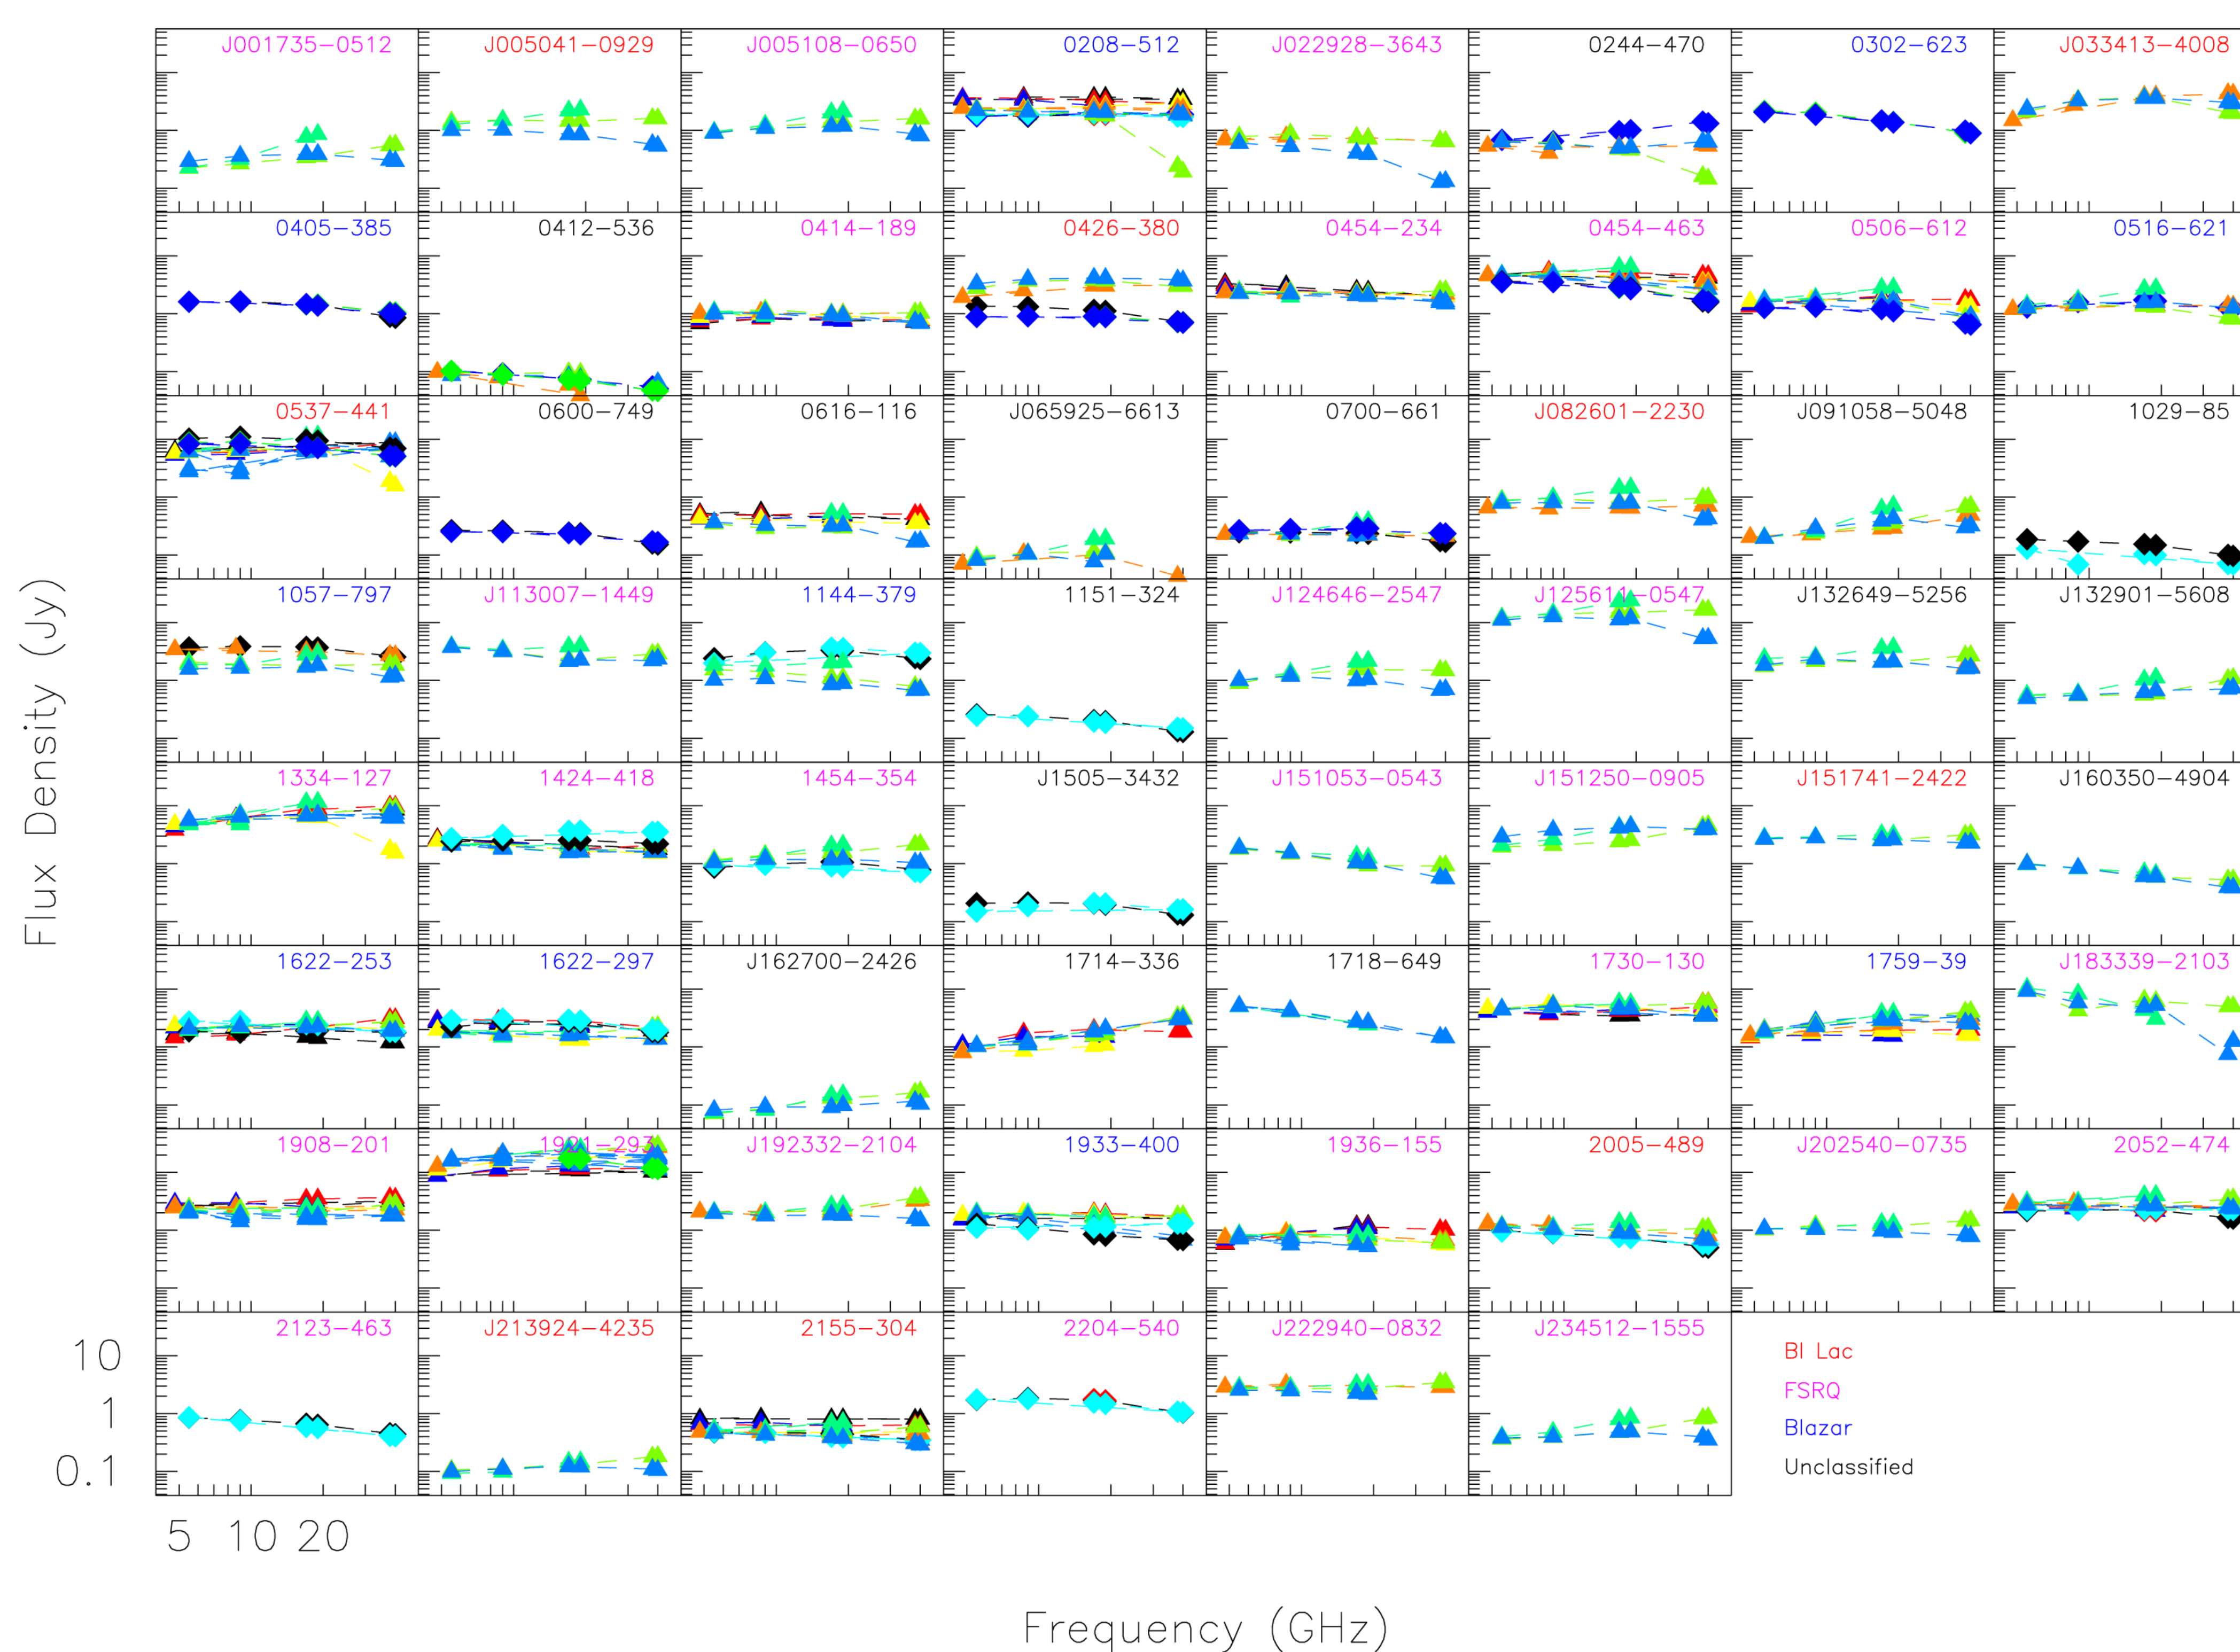 J001735-0512 J005041-0929 J005108-0650 0208-512 J022928-3643 0244-470 0302-623 J033413-4008
0405-385 0412-536 0414-189 0426-380 0454-234 0454-463 0506-612 0516-621
0537-441 0600-749 0616-116 J065925-6613 0700-661 J082601-2230 J091058-5048 1029-85
1057-797 J113007-1449 1144-379 1151-324 J124646-2547 J125611-0547 J132649-5256 J132901-5608
1334-127 1424-418 1454-354 J1505-3432 J151053-0543 J151250-0905 J151741-2422 J160350-4904
1622-253 1622-297 J162700-2426 1714-336 1718-649 1730-130 1759-39 J183339-2103
1908-201 1921-293 J192332-2104 1933-400 1936-155 2005-489 J202540-0735 2052-474
2123-463 J213924-4235 2155-304 2204-540 J222940-0832 J234512-1555
Bl Lac
FSRQ
Blazar
Unclassified
Flux Density (Jy)
10
1
0.1
5 10 20
Frequency (GHz)